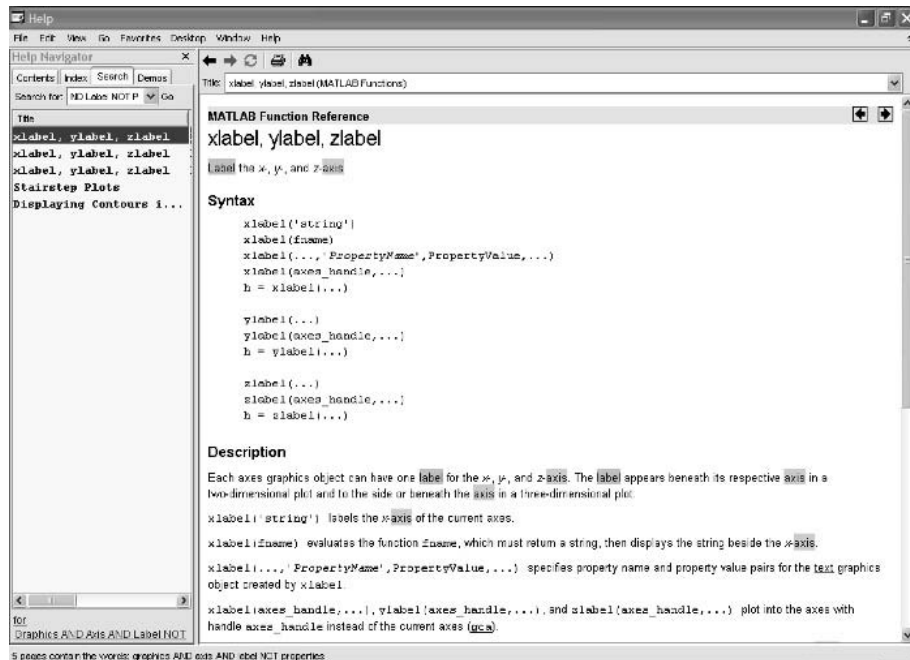 Help
File Edit View Go Favorites Desktop Window Help
Help Navigator
Contents Index Search Demos
Search for: ND Label NOT P Go
Title
xlabel, ylabel, zlabel
xlabel, ylabel, zlabel
xlabel, ylabel, zlabel
Stairstep Plots
Displaying Contours i...
for
Graphics AND Axis AND Label NOT
Title: xlabel, ylabel, zlabel (MATLAB Functions)
MATLAB Function Reference
xlabel, ylabel, zlabel
Label the x-, y-, and z-axis
Syntax
xlabel('string')
xlabel(fname)
xlabel(...,'PropertyName',PropertyValue,...)
xlabel(axes_handle,...)
h = xlabel(...)
ylabel(...)
ylabel(axes_handle,...)
h = ylabel(...)
zlabel(...)
zlabel(axes_handle,...)
h = zlabel(...)
Description
Each axes graphics object can have one label for the x-, y-, and z-axis. The label appears beneath its respective axis in a
two-dimensional plot and to the side or beneath the axis in a three-dimensional plot.
xlabel('string') labels the x-axis of the current axes.
xlabel(fname) evaluates the function fname, which must return a string, then displays the string beside the x-axis.
xlabel(...,'PropertyName',PropertyValue,...) specifies property name and property value pairs for the text graphics
object created by xlabel.
xlabel(axes_handle,...), ylabel(axes_handle,...), and zlabel(axes_handle,...) plot into the axes with
handle axes_handle instead of the current axes (gca).
5 pages contain the words: graphics AND axis AND label NOT properties